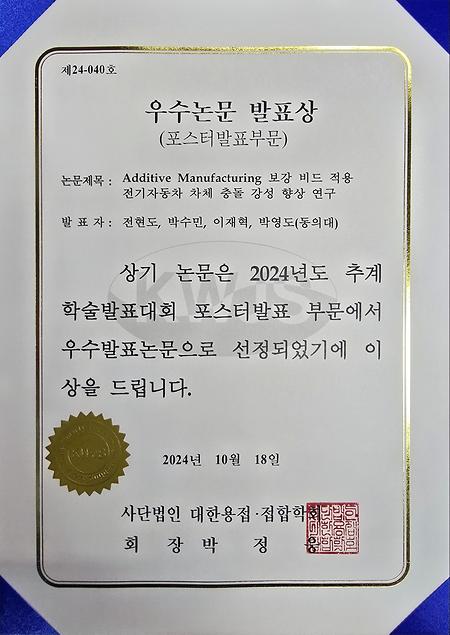 제24-040호
우수논문 발표상
(포스터발표부문)
논문제목 : Additive Manufacturing 보강 비드 적용
전기자동차 차체 충돌 강성 향상 연구
발 표 자 : 전현도, 박수민, 이재혁, 박영도(동의대)
상기 논문은 2024년도 추계
학술발표대회 포스터발표 부문에서
우수발표논문으로 선정되었기에 이
상을 드립니다.
KWJS
2024년 10월 18일
사단법인 대한용접·접합학회
회 장 박 정 웅